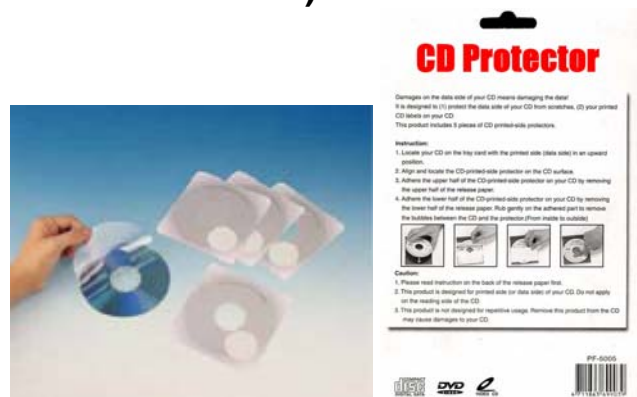 CD Protector
Damages on the data side of your CD means damaging the data!
It is designed to (1) protect the data side of your CD from scratches, (2) your printed
CD labels on your CD
This product includes 5 pieces of CD printed-side protectors.
Instruction:
1. Locate your CD on the tray card with the printed side (data side) in an upward
position.
2. Align and locate the CD-printed-side protector on the CD surface.
3. Adhere the upper half of the CD-printed-side protector on your CD by removing
the upper half of the release paper.
4. Adhere the lower half of the CD-printed-side protector on your CD by removing
the lower half of the release paper. Rub gently on the adhered part to remove
the bubbles between the CD and the protector (From inside to outside)
Caution:
1. Please read instruction on the back of the release paper first.
2. This product is designed for printed side (or data side) of your CD. Do not apply
on the reading side of the CD.
3. This product is not designed for repetitive usage. Remove this product from the CD
may cause damages to your CD.
PF-5005
COMPACT
disc
DIGITAL DATA
DVD
VIDEO CD